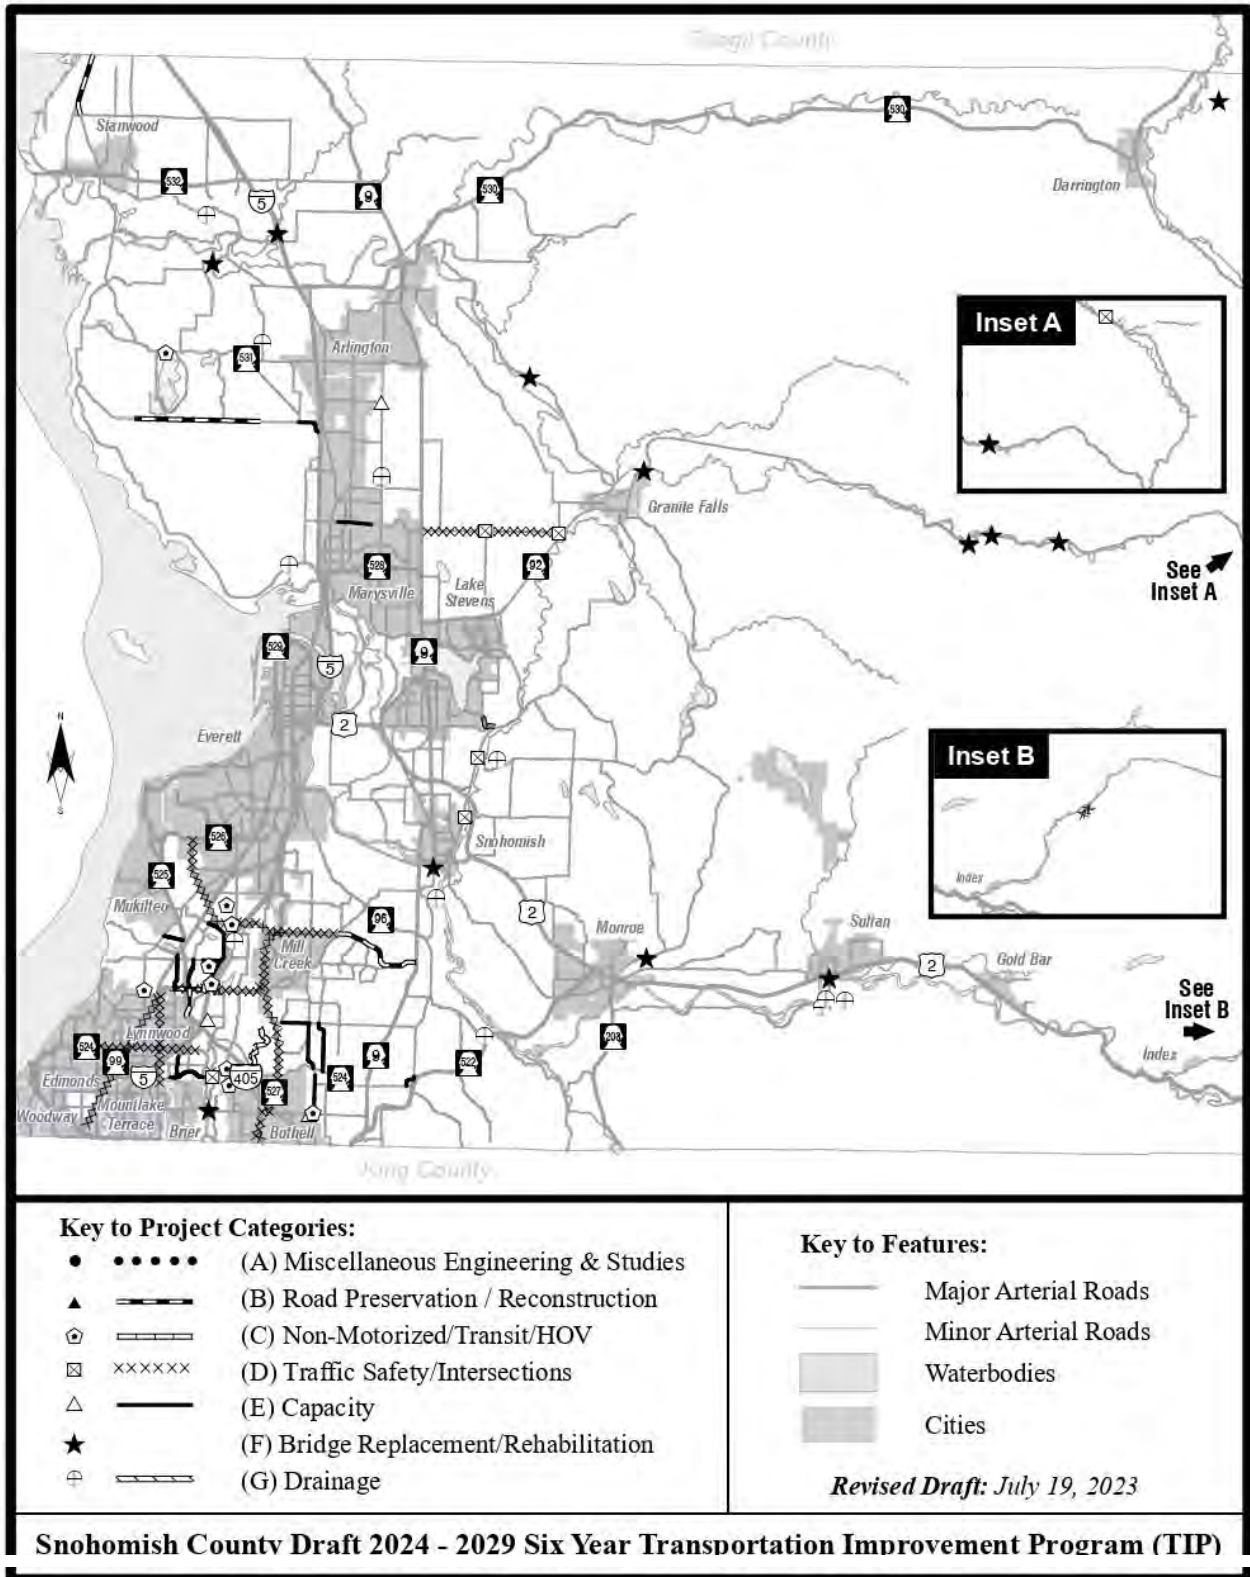 Skagit County
Stanwood
530
532
9
530
5
Darrington
Inset A
531
Arlington
Granite Falls
See
Inset A
528
92
Marysville
Lake
Stevens
529
9
5
2
N
Everett
S
Inset B
Index
526
Snohomish
525
Mukilteo
96
2
Monroe
Sultan
Mill
Creek
2
Gold Bar
See
Inset B
Lynnwood
524
99
9
522
203
Index
Edmonds
5
405
527
524
Woodway
Mountlake
Terrace
Brier
Bothell
King County
Key to Project Categories:
(A) Miscellaneous Engineering & Studies
(B) Road Preservation / Reconstruction
(C) Non-Motorized/Transit/HOV
(D) Traffic Safety/Intersections
(E) Capacity
(F) Bridge Replacement/Rehabilitation
(G) Drainage
Key to Features:
Major Arterial Roads
Minor Arterial Roads
Waterbodies
Cities
Revised Draft: July 19, 2023
Snohomish County Draft 2024 - 2029 Six Year Transportation Improvement Program (TIP)